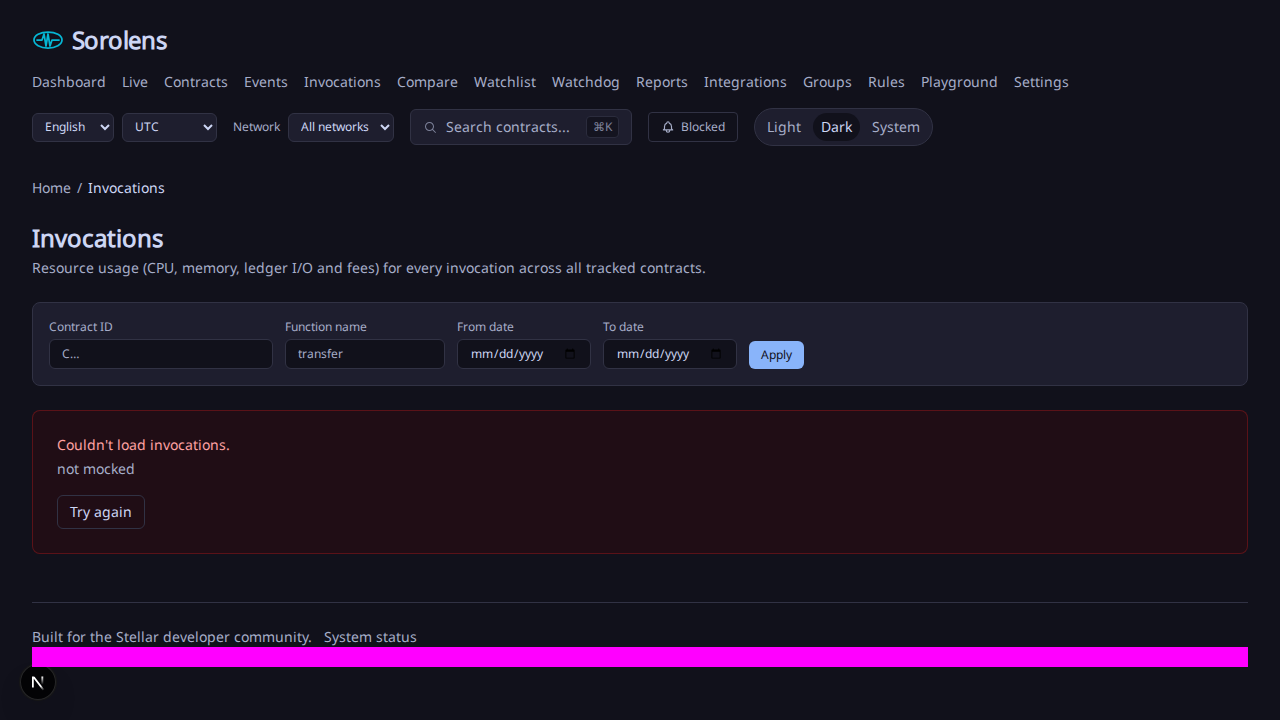 Sorolens
Dashboard Live Contracts Events Invocations Compare Watchlist Watchdog Reports Integrations Groups Rules Playground Settings
English UTC Network All networks Search contracts... ⌘K Blocked Light Dark System
Home / Invocations
Invocations
Resource usage (CPU, memory, ledger I/O and fees) for every invocation across all tracked contracts.
Contract ID Function name From date To date
C... transfer mm/dd/yyyy mm/dd/yyyy Apply
Couldn't load invocations.
not mocked
Try again
Built for the Stellar developer community. System status
N